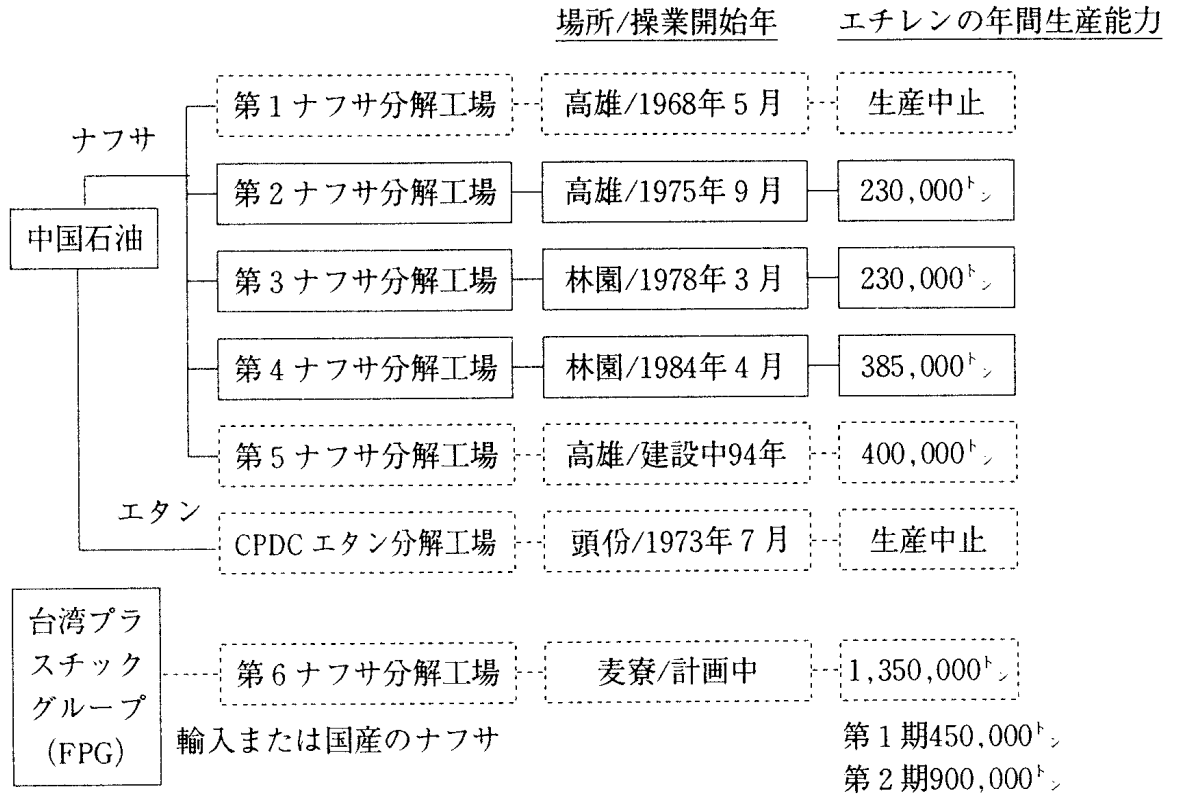 場所/操業開始年 エチレンの年間生産能力
第1ナフサ分解工場 高雄/1968年5月 生産中止
ナフサ
第2ナフサ分解工場 高雄/1975年9月 230,000トン
中国石油
第3ナフサ分解工場 林園/1978年3月 230,000トン
第4ナフサ分解工場 林園/1984年4月 385,000トン
第5ナフサ分解工場 高雄/建設中94年 400,000トン
エタン
CPDCエタン分解工場 頭份/1973年7月 生産中止
台湾プラ
スチック
グループ
(FPG)
第6ナフサ分解工場 麦寮/計画中 1,350,000トン
輸入または国産のナフサ
第1期450,000トン
第2期900,000トン